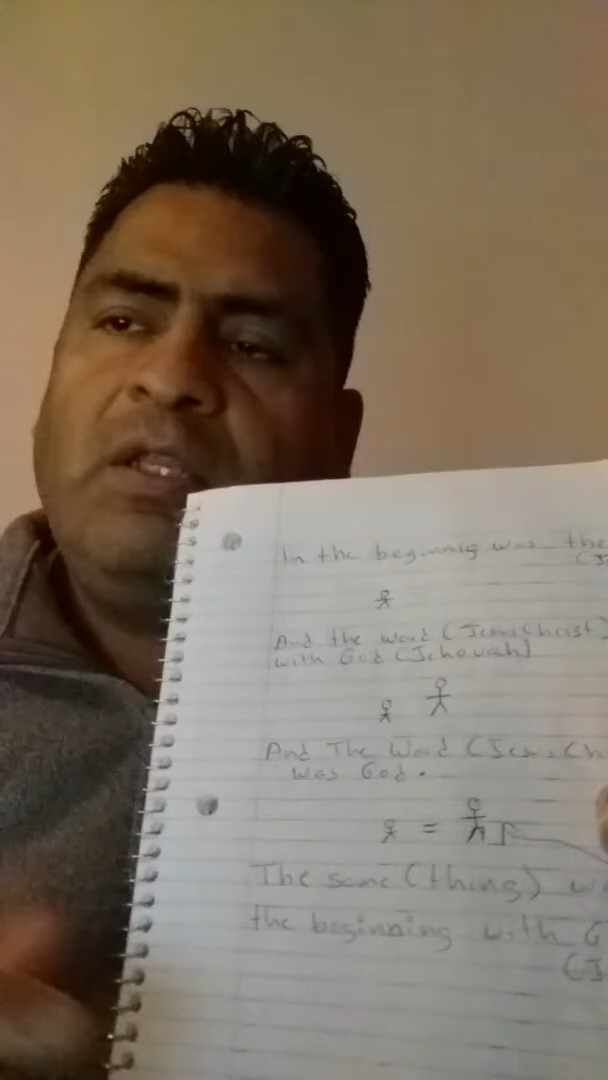 In the beginnig was the
And the word (Jesus Christ)
with God (Jehovah)
And The Word (Jesus Ch
was God.
=
The same (thing) w
the beginning with G
(J